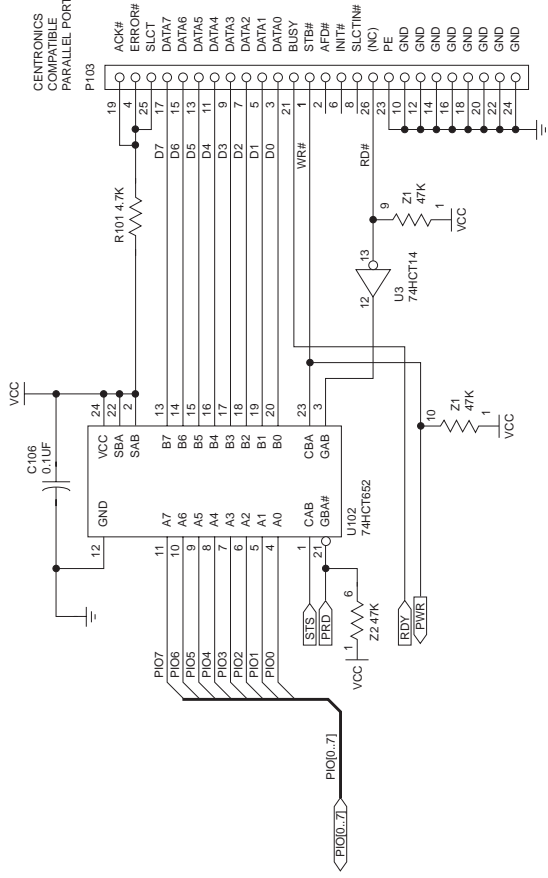 CENTRONICS
COMPATIBLE
PARALLEL PORT
P103
19 ACK#
4 ERROR#
25 SLCT
17 DATA7
15 DATA6
13 DATA5
11 DATA4
9 DATA3
7 DATA2
5 DATA1
3 DATA0
21 BUSY
1 STB#
2 AFD#
6 INIT#
8 SLCTIN#
26 (NC)
23 PE
10 GND
12 GND
14 GND
16 GND
18 GND
20 GND
22 GND
24 GND
D7
D6
D5
D4
D3
D2
D1
D0
WR#
RD#
R101 4.7K
9
Z1
47K
1
VCC
13
12
U3
74HCT14
VCC
C106
0.1UF
12 GND
VCC 24
SBA 22
SAB 2
11 A7 B7 13
10 A6 B6 14
9 A5 B5 15
8 A4 B4 16
7 A3 B3 17
6 A2 B2 18
5 A1 B1 19
4 A0 B0 20
1 CAB CBA 23
21 GBA# GAB 3
U102
74HCT652
10
Z1
47K
1
VCC
STS
PRD
VCC
1 6
Z2 47K
RDY
PWR
PIO7
PIO6
PIO5
PIO4
PIO3
PIO2
PIO1
PIO0
PIO[0..7]
PIO[0..7]